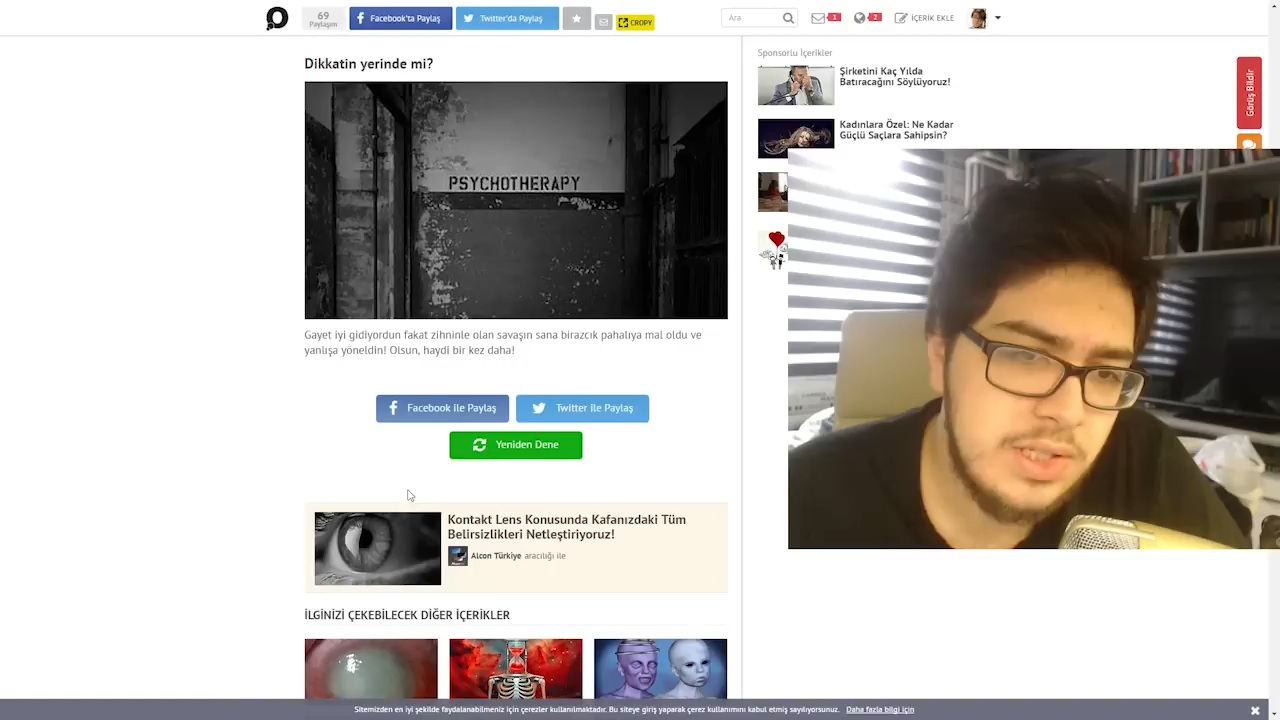 69
Paylaşım
Facebook'ta Paylaş
Twitter'da Paylaş
CROPY
Ara
1
2
İÇERİK EKLE
Dikkatin yerinde mi?
PSYCHOTHERAPY
Gayet iyi gidiyordun fakat zihninle olan savaşın sana birazcık pahalıya mal oldu ve
yanlışa yöneldin! Olsun, haydi bir kez daha!
Facebook ile Paylaş
Twitter ile Paylaş
Yeniden Dene
Kontakt Lens Konusunda Kafanızdaki Tüm
Belirsizlikleri Netleştiriyoruz!
Alcon Türkiye aracılığı ile
İLGİNİZİ ÇEKEBİLECEK DİĞER İÇERİKLER
Sponsorlu İçerikler
Şirketini Kaç Yılda
Batıracağını Söylüyoruz!
Kadınlara Özel: Ne Kadar
Güçlü Saçlara Sahipsin?
Görüş Bildir
Sitemizden en iyi şekilde faydalanabilmeniz için çerezler kullanılmaktadır. Bu siteye giriş yaparak çerez kullanımını kabul etmiş sayılıyorsunuz. Daha fazla bilgi için